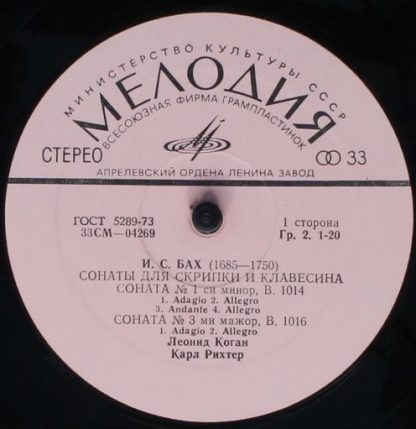 МИНИСТЕРСТВО КУЛЬТУРЫ СССР
МЕЛОДИЯ
ВСЕСОЮЗНАЯ ФИРМА ГРАМПЛАСТИНОК
СТЕРЕО
33
АПРЕЛЕВСКИЙ ОРДЕНА ЛЕНИНА ЗАВОД
ГОСТ 5289-73
33СМ—04269
1 сторона
Гр. 2. 1-20
И. С. БАХ (1685—1750)
СОНАТЫ ДЛЯ СКРИПКИ И КЛАВЕСИНА
СОНАТА № 1 си минор, В. 1014
1. Adagio 2. Allegro
3. Andante 4. Allegro
СОНАТА № 3 ми мажор, В. 1016
1. Adagio 2. Allegro
Леонид Коган
Карл Рихтер